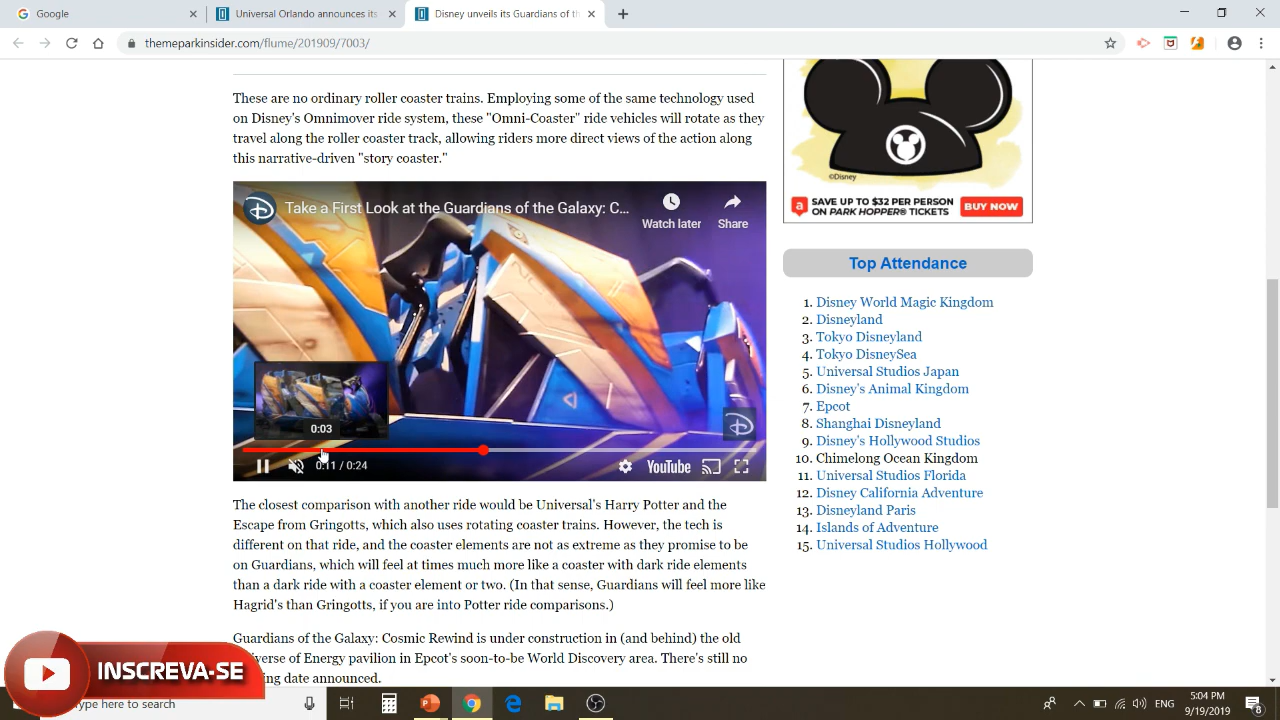 Google
Universal Orlando announces its
Disney unveils its Guardians of th
themeparkinsider.com/flume/201909/7003/
These are no ordinary roller coaster trains. Employing some of the same technology used
on Disney's Omnimover ride system, these "Omni-Coaster" ride vehicles will rotate as they
travel along the roller coaster track, allowing riders more direct views of the action along
this narrative-driven "story coaster."
Take a First Look at the Guardians of the Galaxy: C...
Watch later
Share
0:03
0:11 / 0:24
YouTube
The closest comparison with another ride would be Universal's Harry Potter and the
Escape from Gringotts, which also uses rotating coaster trains. However, the tech is
different on that ride, and the coaster elements are not as extreme as they promise to be
on Guardians, which will feel at times much more like a coaster with dark ride elements
than a dark ride with a coaster element or two. (In that sense, Guardians will feel more like
Hagrid's than Gringotts, if you are into Potter ride comparisons.)
Guardians of the Galaxy: Cosmic Rewind is under construction in (and behind) the old
iverse of Energy pavilion in Epcot's soon-to-be World Discovery area. There's still no
ing date announced.
©Disney
a SAVE UP TO $32 PER PERSON
ON PARK HOPPER® TICKETS
BUY NOW
Top Attendance
1. Disney World Magic Kingdom
2. Disneyland
3. Tokyo Disneyland
4. Tokyo DisneySea
5. Universal Studios Japan
6. Disney's Animal Kingdom
7. Epcot
8. Shanghai Disneyland
9. Disney's Hollywood Studios
10. Chimelong Ocean Kingdom
11. Universal Studios Florida
12. Disney California Adventure
13. Disneyland Paris
14. Islands of Adventure
15. Universal Studios Hollywood
INSCREVA-SE
ype here to search
ENG
5:04 PM
9/19/2019
8